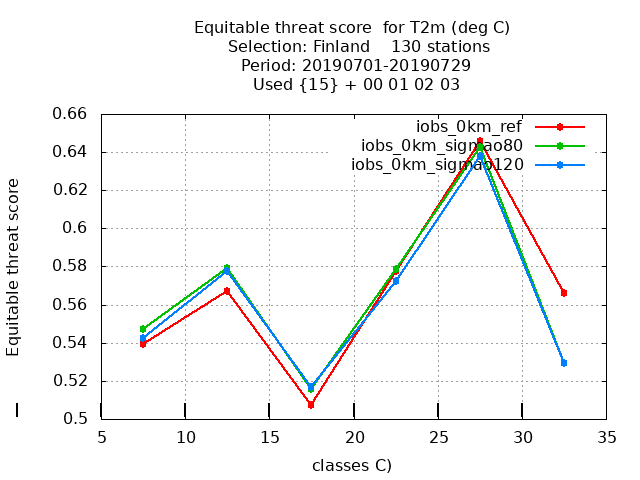 Equitable threat score  for T2m (deg C)
Selection: Finland    130 stations
Period: 20190701-20190729
Used {15} + 00 01 02 03
iobs_0km_ref
iobs_0km_sigmao80
iobs_0km_sigmao120
Equitable threat score
0.66
0.64
0.62
0.6
0.58
0.56
0.54
0.52
0.5
5 10 15 20 25 30 35
classes C)